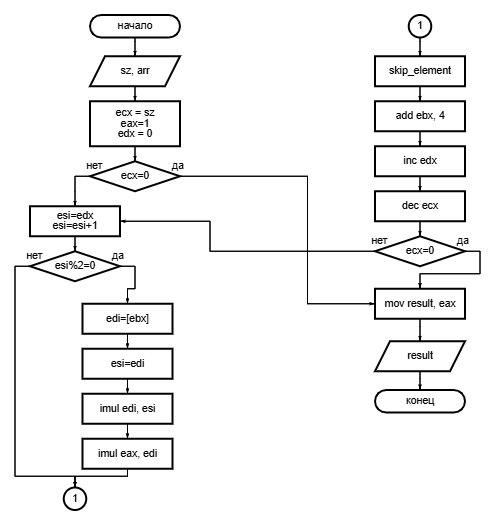 начало
sz, arr
ecx = sz
eax=1
edx = 0
нет
да
ecx=0
esi=edx
esi=esi+1
нет
да
esi%2=0
edi=[ebx]
esi=edi
imul edi, esi
imul eax, edi
1
1
skip_element
add ebx, 4
inc edx
dec ecx
нет
да
ecx=0
mov result, eax
result
конец